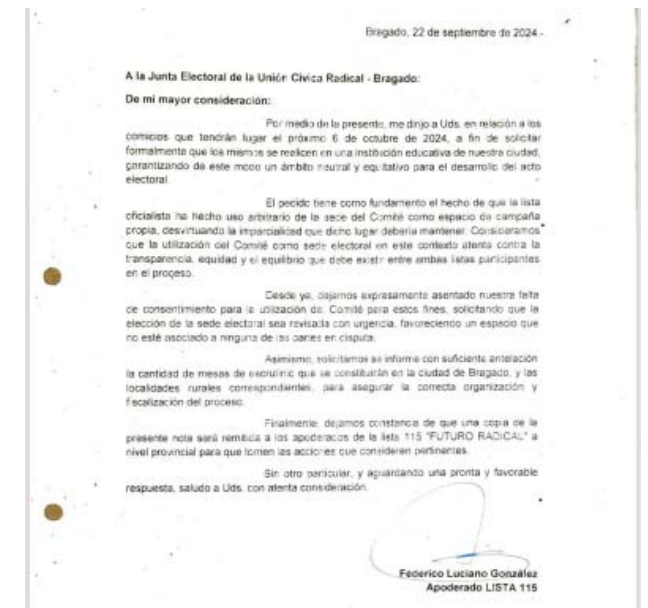 Bragado, 22 de septiembre de 2024.-
A la Junta Electoral de la Unión Cívica Radical - Bragado:
De mi mayor consideración:
Por medio de la presente, me dirijo a Uds. en relación a los
comicios que tendrán lugar el próximo 6 de octubre de 2024, a fin de solicitar
formalmente que los mismos se realicen en una institución educativa de nuestra ciudad,
garantizando de este modo un ámbito neutral y equitativo para el desarrollo del acto
electoral.
El pedido tiene como fundamento el hecho de que la lista
oficialista ha hecho uso arbitrario de la sede del Comité como espacio de campaña
propia, desvirtuando la imparcialidad que dicho lugar debería mantener. Consideramos
que la utilización del Comité como sede electoral en este contexto atenta contra la
transparencia, equidad y el equilibrio que debe existir entre ambas listas participantes
en el proceso.
Desde ya, dejamos expresamente asentado nuestra falta
de consentimiento para la utilización del Comité para estos fines, solicitando que la
elección de la sede electoral sea revisada con urgencia, favoreciendo un espacio que
no esté asociado a ninguna de las partes en disputa.
Asimismo, solicitamos se informe con suficiente antelación
la cantidad de mesas de escrutinio que se constituirán en la ciudad de Bragado, y las
localidades rurales correspondientes, para asegurar la correcta organización y
fiscalización del proceso.
Finalmente, dejamos constancia de que una copia de la
presente nota será remitida a los apoderados de la lista 115 "FUTURO RADICAL" a
nivel provincial para que tomen las acciones que consideren pertinentes.
Sin otro particular, y aguardando una pronta y favorable
respuesta, saludo a Uds. con atenta consideración.
Federico Luciano González
Apoderado LISTA 115